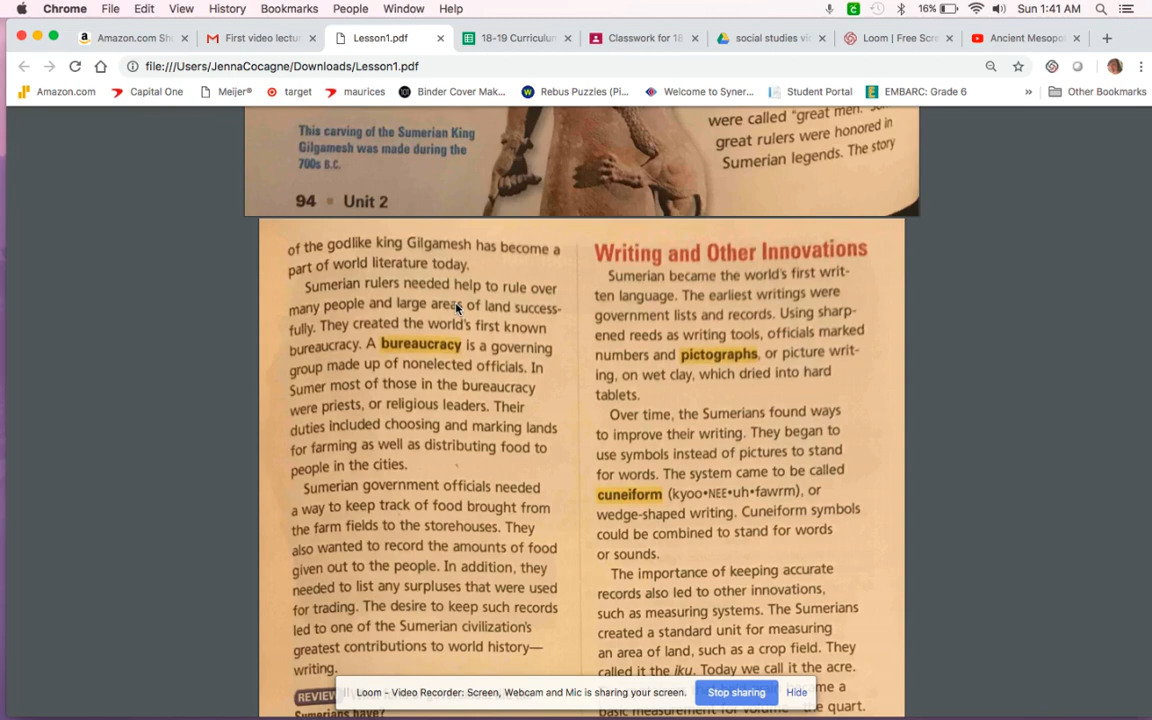 Chrome File Edit View History Bookmarks People Window Help 16% Sun 1:41 AM
Amazon.com Sh
First video lectu
Lesson1.pdf
18-19 Curriculum
Classwork for 18
social studies vi
Loom | Free Scre
Ancient Mesopo
file:///Users/JennaCocagne/Downloads/Lesson1.pdf
Amazon.com Capital One Meijer® target maurices Binder Cover Mak... Rebus Puzzles (Pi... Welcome to Syner... Student Portal EMBARC: Grade 6 » Other Bookmarks
This carving of the Sumerian King
Gilgamesh was made during the
700s B.C.
94 Unit 2
were called "great men.
great rulers were honored in
Sumerian legends. The story
of the godlike king Gilgamesh has become a
part of world literature today.
Sumerian rulers needed help to rule over
many people and large areas of land success-
fully. They created the world's first known
bureaucracy. A bureaucracy is a governing
group made up of nonelected officials. In
Sumer most of those in the bureaucracy
were priests, or religious leaders. Their
duties included choosing and marking lands
for farming as well as distributing food to
people in the cities.
Sumerian government officials needed
a way to keep track of food brought from
the farm fields to the storehouses. They
also wanted to record the amounts of food
given out to the people. In addition, they
needed to list any surpluses that were used
for trading. The desire to keep such records
led to one of the Sumerian civilization's
greatest contributions to world history—
writing.
REVIEW
Sumerians have?
Writing and Other Innovations
Sumerian became the world's first writ-
ten language. The earliest writings were
government lists and records. Using sharp-
ened reeds as writing tools, officials marked
numbers and pictographs, or picture writ-
ing, on wet clay, which dried into hard
tablets.
Over time, the Sumerians found ways
to improve their writing. They began to
use symbols instead of pictures to stand
for words. The system came to be called
cuneiform (kyoo•NEE•uh•fawrm), or
wedge-shaped writing. Cuneiform symbols
could be combined to stand for words
or sounds.
The importance of keeping accurate
records also led to other innovations,
such as measuring systems. The Sumerians
created a standard unit for measuring
an area of land, such as a crop field. They
called it the iku. Today we call it the acre.
me a
basic measurement for volume—the quart.
Loom - Video Recorder: Screen, Webcam and Mic is sharing your screen. Stop sharing Hide